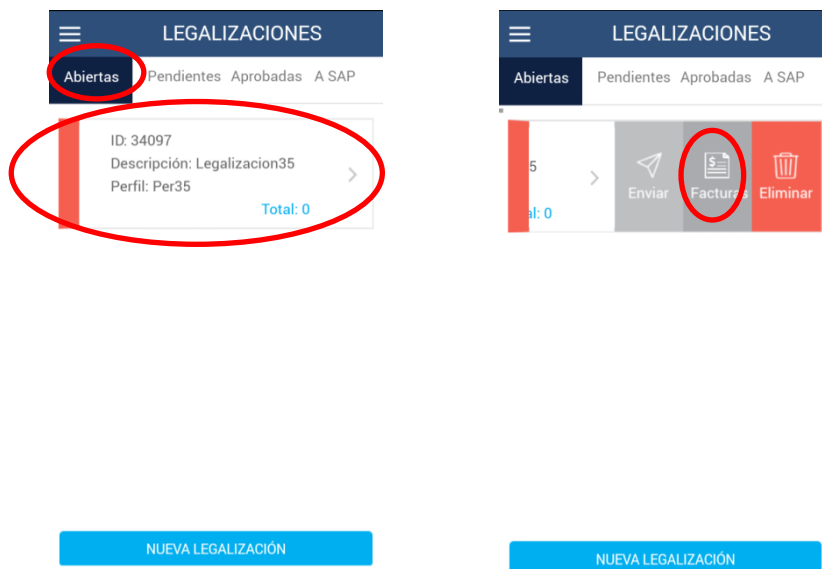 LEGALIZACIONES
Abiertas Pendientes Aprobadas A SAP
ID: 34097
Descripción: Legalizacion35
Perfil: Per35
Total: 0
NUEVA LEGALIZACIÓN
LEGALIZACIONES
Abiertas Pendientes Aprobadas A SAP
5
al: 0
Enviar Facturas Eliminar
NUEVA LEGALIZACIÓN